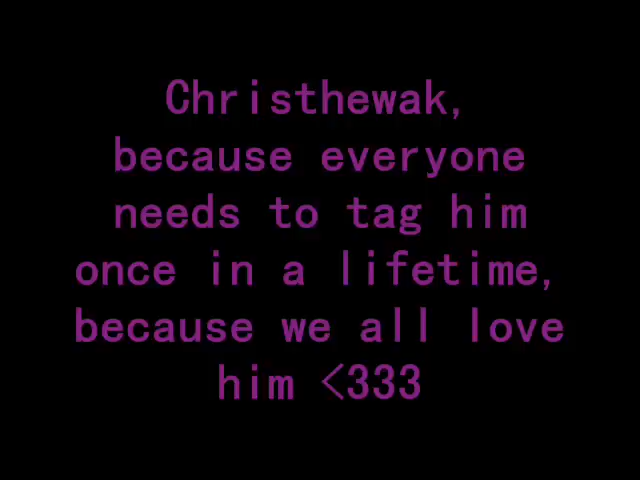 Christhewak,
because everyone
needs to tag him
once in a lifetime,
because we all love
him <333